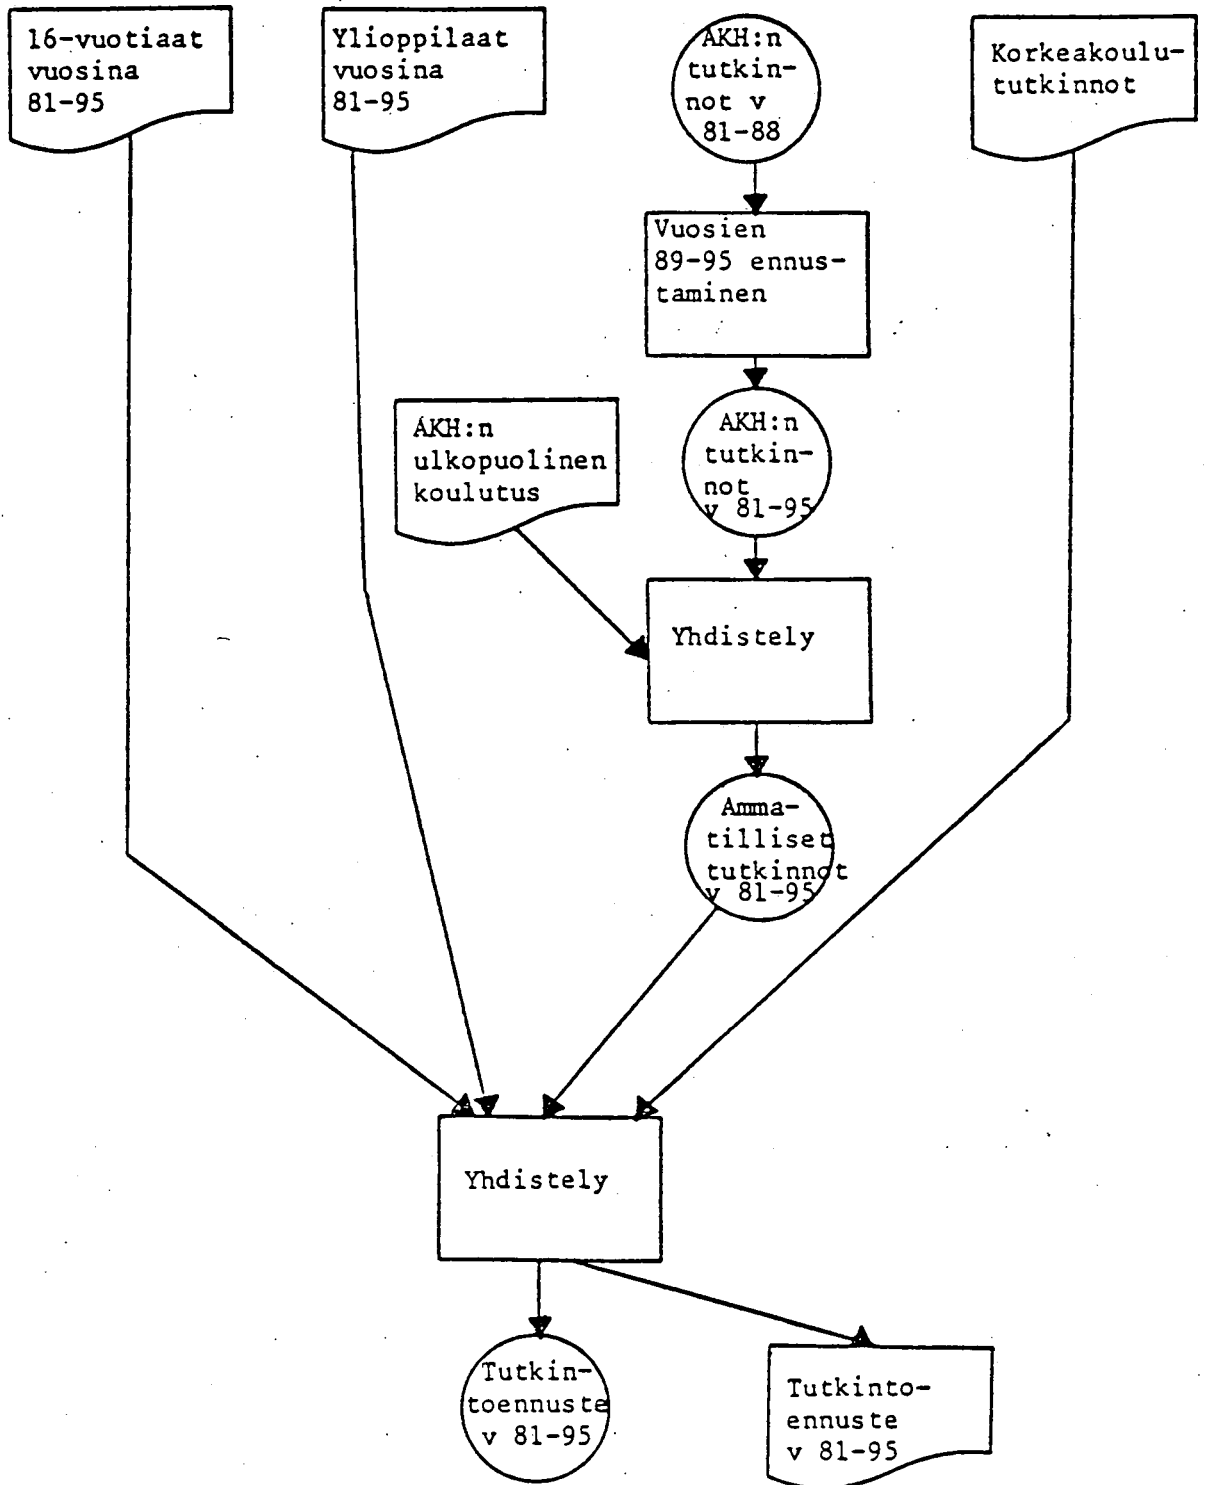 16-vuotiaat
vuosina
81-95
Ylioppilaat
vuosina
81-95
AKH:n
tutkin-
not v
81-88
Korkeakoulu-
tutkinnot
Vuosien
89-95 ennus-
taminen
AKH:n
ulkopuolinen
koulutus
AKH:n
tutkin-
not
v 81-95
Yhdistely
Amma-
tilliset
tutkinnot
v 81-95
Yhdistely
Tutkin-
toennuste
v 81-95
Tutkinto-
ennuste
v 81-95